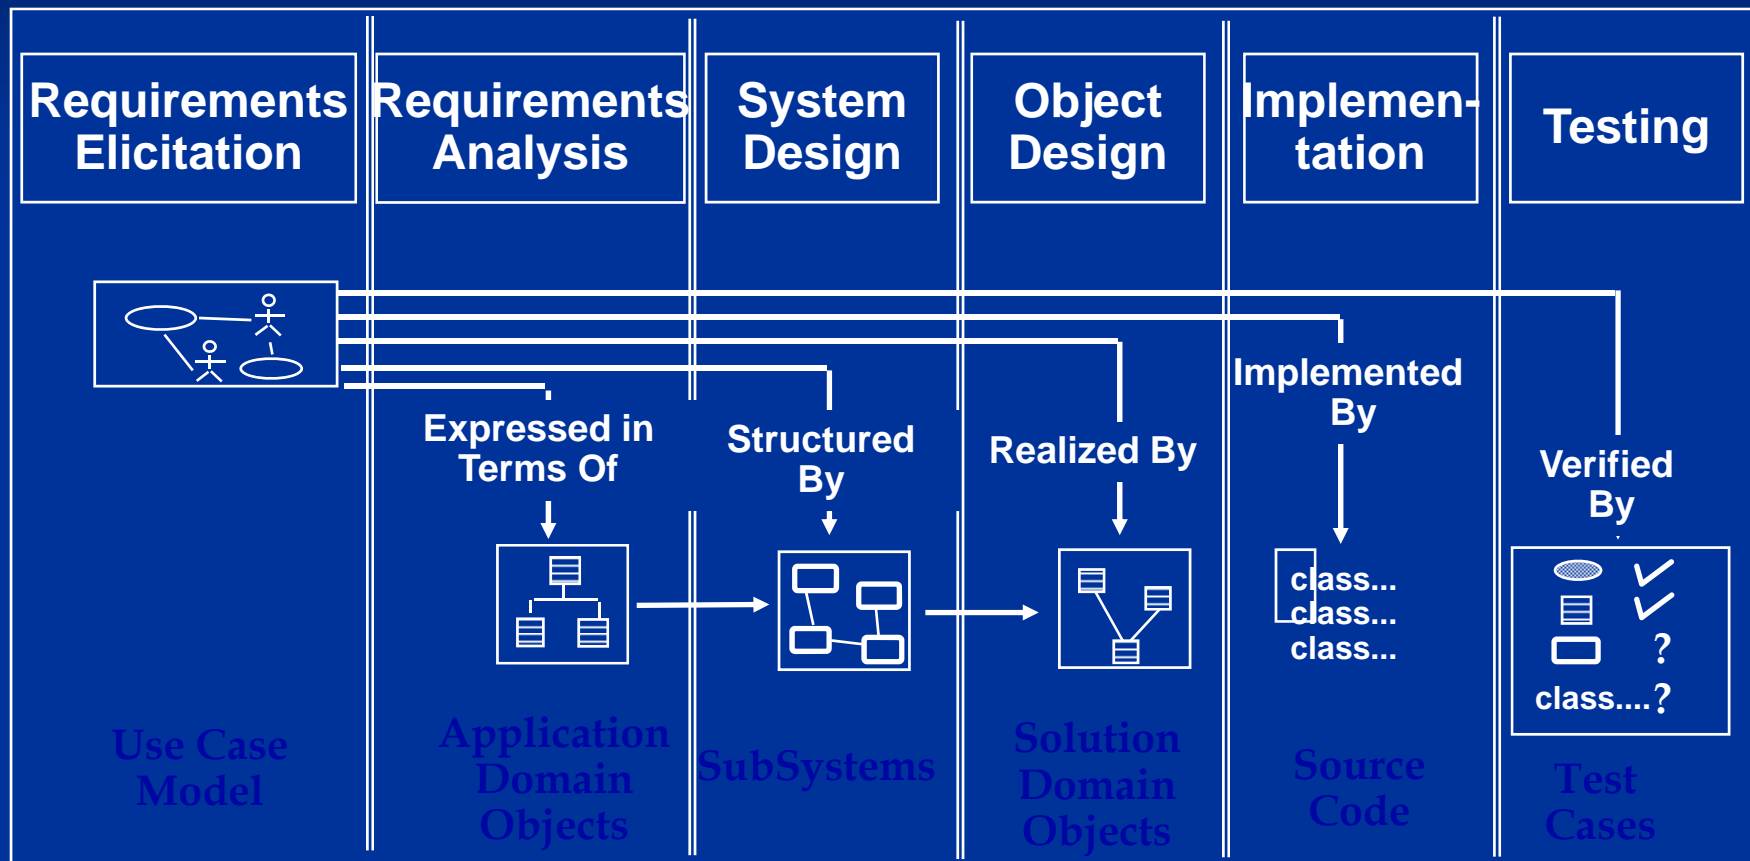 Requirements
Elicitation
Requirements
Analysis
System
Design
Object
Design
Implemen-
tation
Testing
Expressed in
Terms Of
Structured
By
Realized By
Implemented
By
Verified
By
class...
class...
class...
?
class....?
Use Case
Model
Application
Domain
Objects
SubSystems
Solution
Domain
Objects
Source
Code
Test
Cases